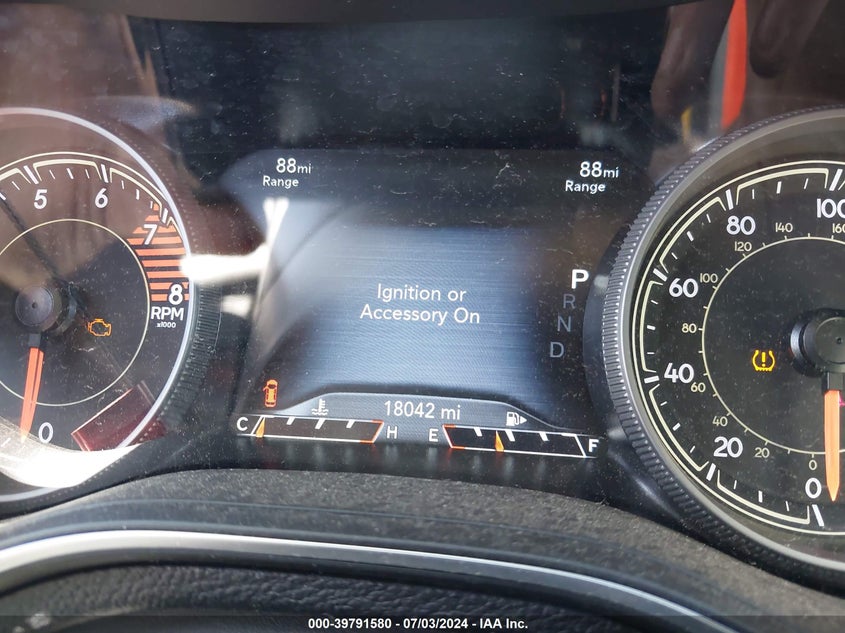 88mi
Range
88mi
Range
5
6
7
8
RPM
x1000
0
Ignition or
Accessory On
P
R
N
D
18042 mi
C
H
E
F
100
80
60
40
20
0
160
140
120
100
80
60
40
20
0
000-39791580 - 07/03/2024 - IAA Inc.